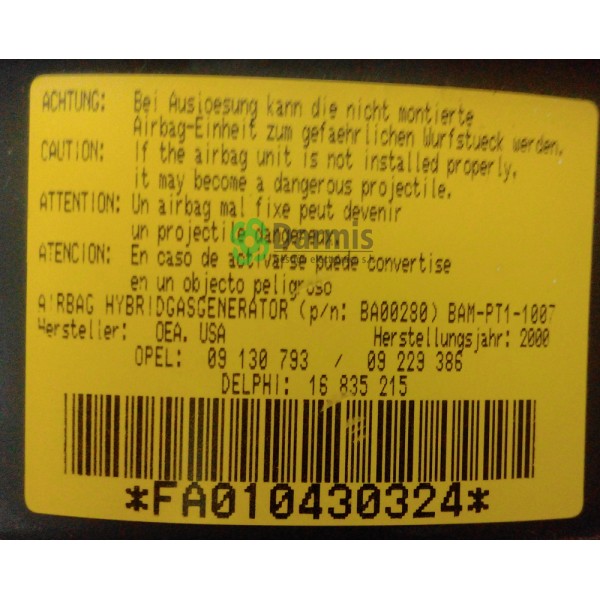 ACHTUNG: Bei Ausloesung kann die nicht montierte
Airbag-Einheit zum gefaehrlichen Wurfstueck werden.
CAUTION: If the airbag unit is not installed properly,
it may become a dangerous projectile.
ATTENTION: Un airbag mal fixe peut devenir
un projectile dangereux
ATENCION: En caso de activarse puede convertise
en un objecto peligroso
AIRBAG HYBRIDGASGENERATOR (p/n: BA00280) BAM-PT1-1007
Hersteller: OEA. USA Herstellungsjahr: 2000
OPEL: 09 130 793 / 09 229 386
DELPHI: 16 835 215
*FA010430324*
Darmis